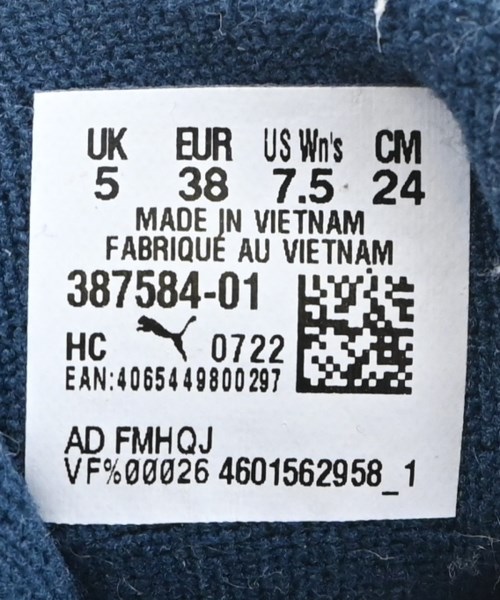 UK EUR US Wn's CM
5 38 7.5 24
MADE IN VIETNAM
FABRIQUÉ AU VIETNAM
387584-01
HC 0722
EAN:4065449800297
AD FMHQJ
VF%00026 4601562958_1